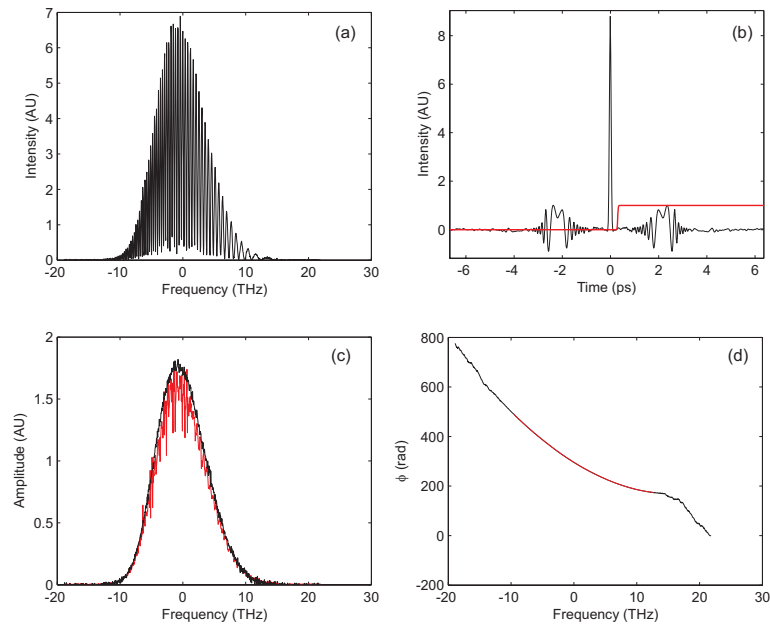 (a)
Intensity (AU)
7
6
5
4
3
2
1
0
-20 -10 0 10 20 30
Frequency (THz)
(b)
Intensity (AU)
8
6
4
2
0
-6 -4 -2 0 2 4 6
Time (ps)
(c)
Amplitude (AU)
2
1.5
1
0.5
0
-20 -10 0 10 20 30
Frequency (THz)
(d)
ϕ (rad)
800
600
400
200
0
-200
-20 -10 0 10 20 30
Frequency (THz)